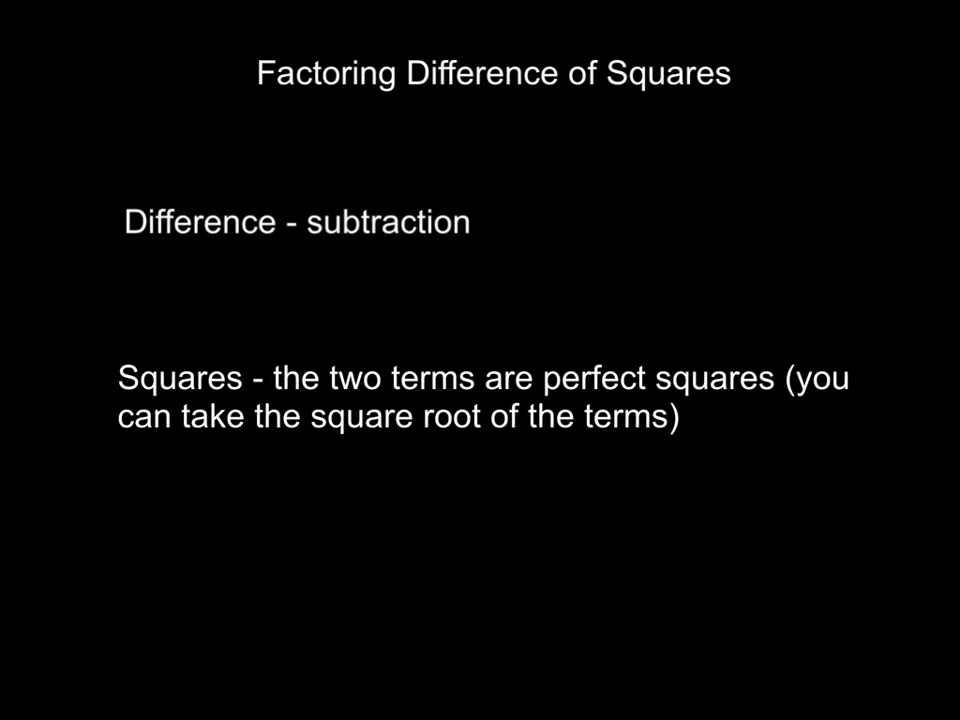 Factoring Difference of Squares
Difference - subtraction
Squares - the two terms are perfect squares (you
can take the square root of the terms)